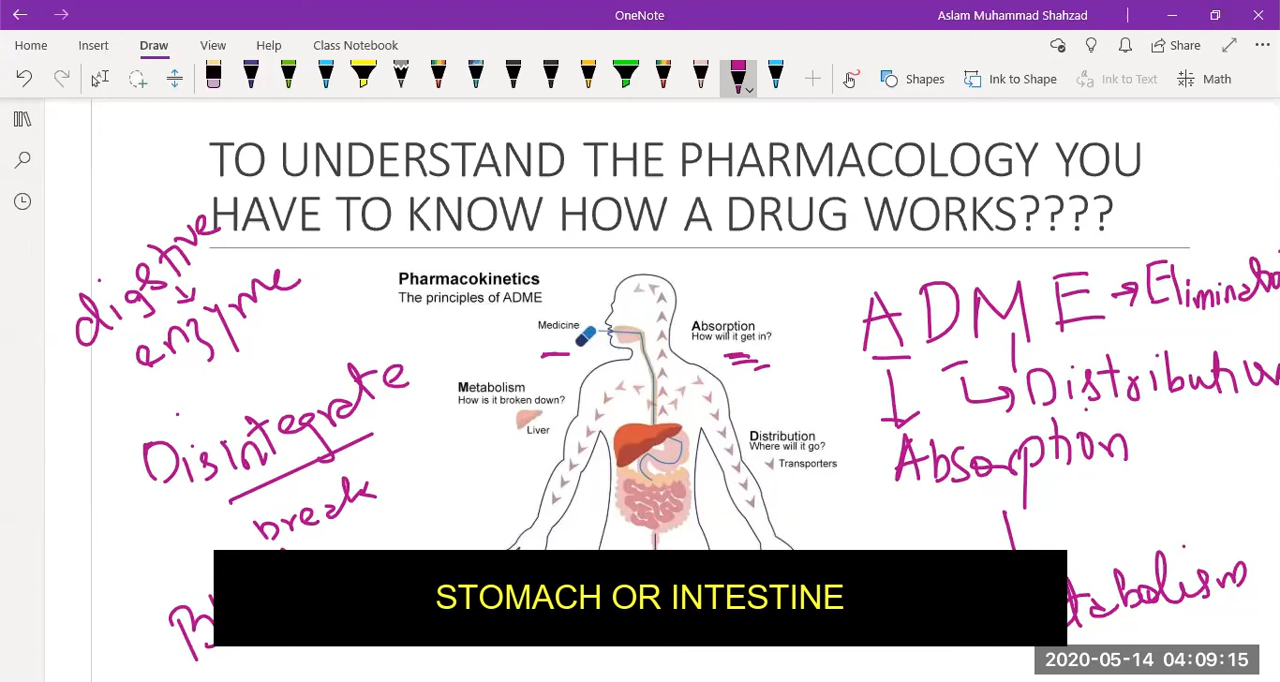 OneNote
Aslam Muhammad Shahzad
Home Insert Draw View Help Class Notebook
Share
Shapes Ink to Shape Ink to Text Math
TO UNDERSTAND THE PHARMACOLOGY YOU
HAVE TO KNOW HOW A DRUG WORKS????
digstive
enzyme
Disintegrate
break
Pharmacokinetics
The principles of ADME
Medicine
Absorption
How will it get in?
Metabolism
How is it broken down?
Liver
Distribution
Where will it go?
Transporters
ADME
Absorption
STOMACH OR INTESTINE
2020-05-14 04:09:15